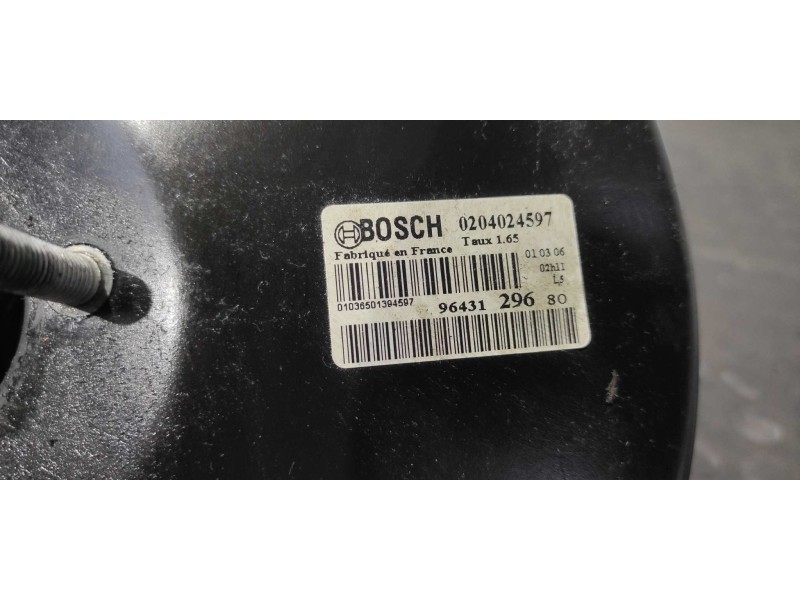 BOSCH 0204024597
Fabriqué en France Taux 1.65
01 03 06
02h11
L5
01036501394597
96431 296 80